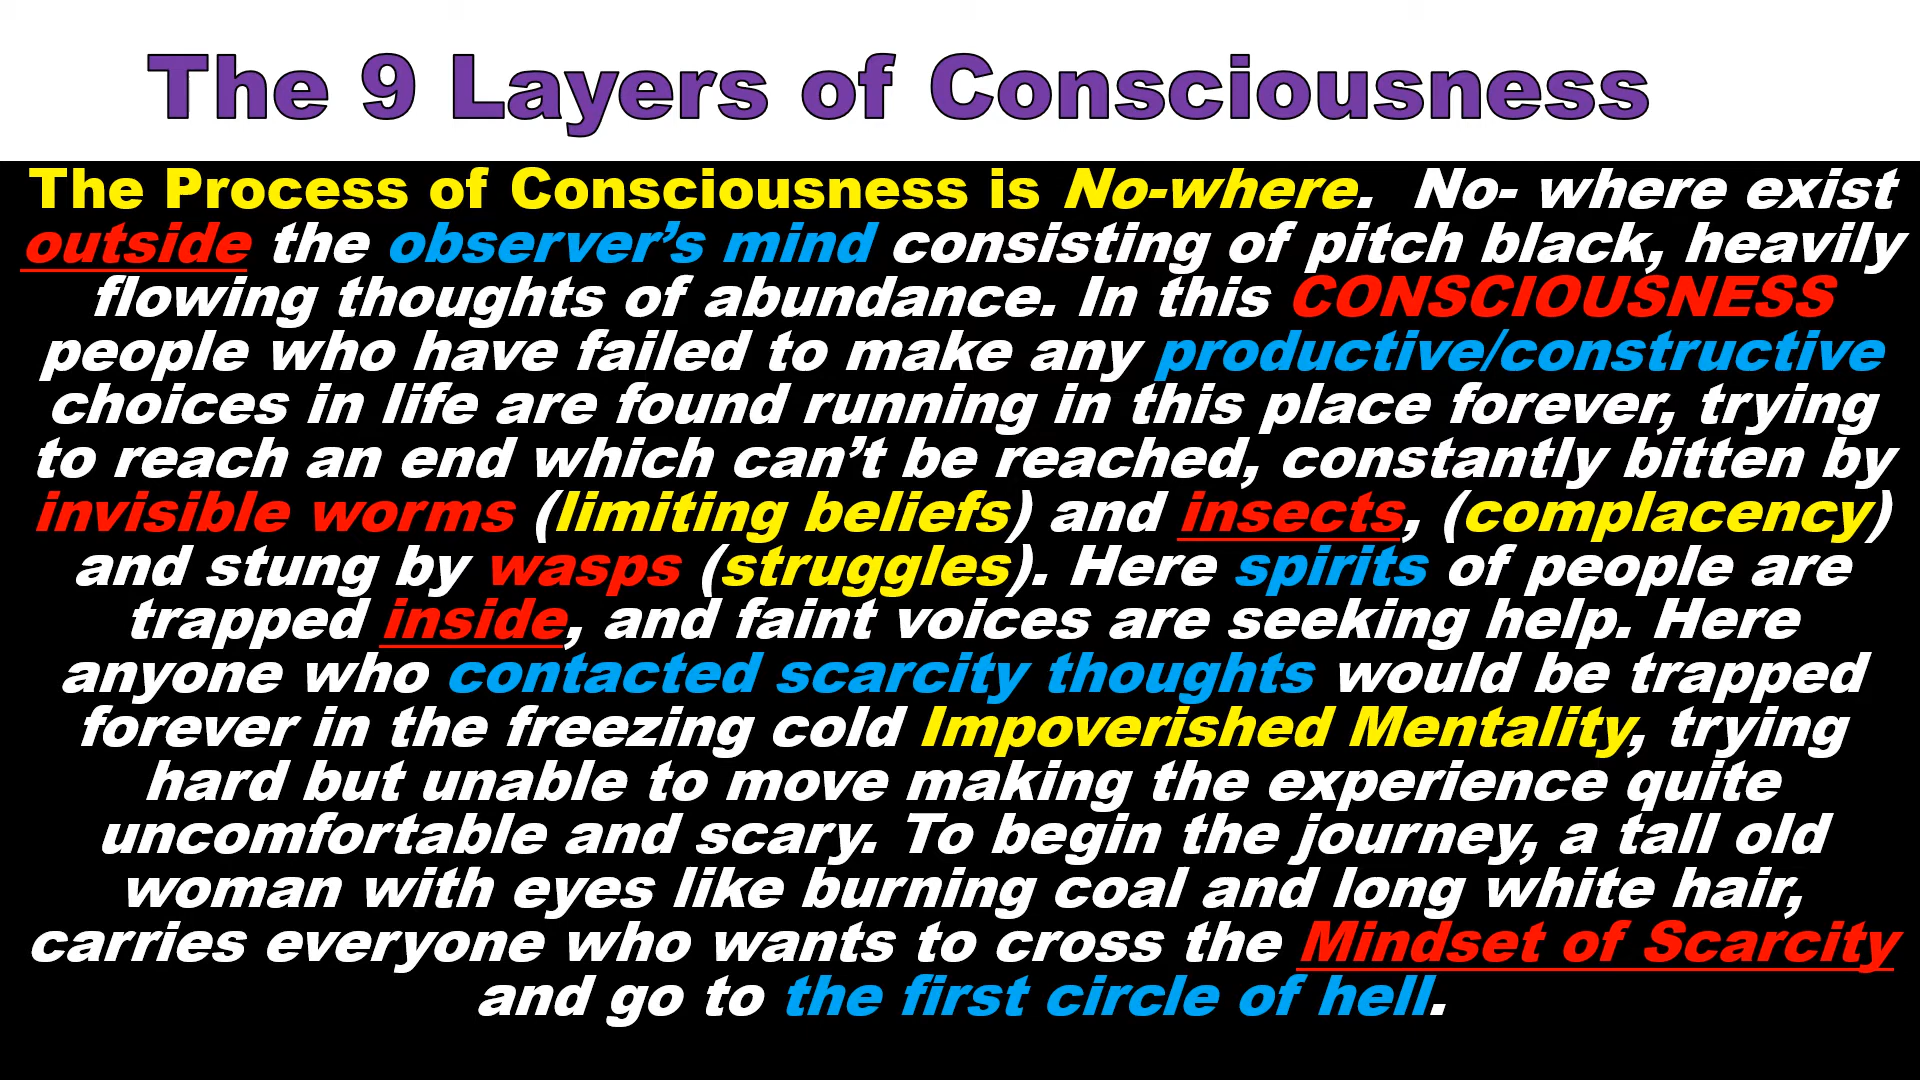 The 9 Layers of Consciousness
The Process of Consciousness is No-where. No- where exist
outside the observer’s mind consisting of pitch black, heavily
flowing thoughts of abundance. In this CONSCIOUSNESS
people who have failed to make any productive/constructive
choices in life are found running in this place forever, trying
to reach an end which can’t be reached, constantly bitten by
invisible worms (limiting beliefs) and insects, (complacency)
and stung by wasps (struggles). Here spirits of people are
trapped inside, and faint voices are seeking help. Here
anyone who contacted scarcity thoughts would be trapped
forever in the freezing cold Impoverished Mentality, trying
hard but unable to move making the experience quite
uncomfortable and scary. To begin the journey, a tall old
woman with eyes like burning coal and long white hair,
carries everyone who wants to cross the Mindset of Scarcity
and go to the first circle of hell.